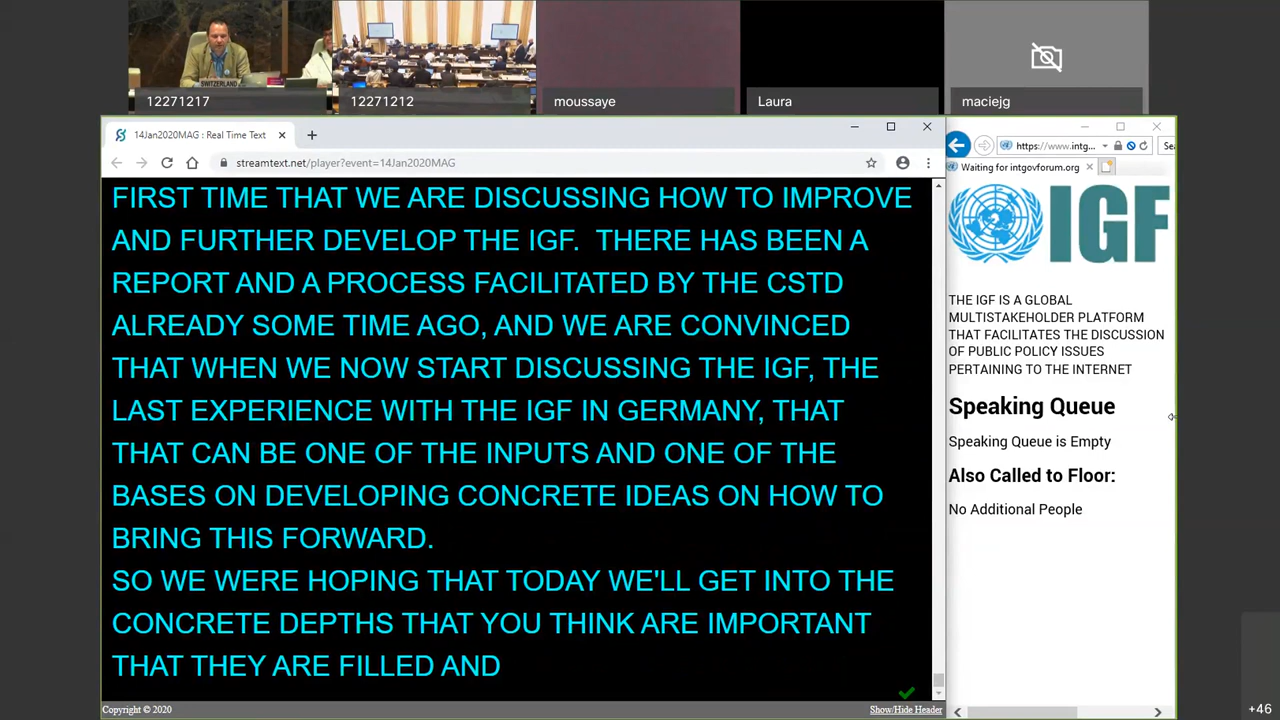 SWITZERLAND
12271217
12271212
moussaye
Laura
maciejg
14Jan2020MAG : Real Time Text
streamtext.net/player?event=14Jan2020MAG
FIRST TIME THAT WE ARE DISCUSSING HOW TO IMPROVE
AND FURTHER DEVELOP THE IGF.  THERE HAS BEEN A
REPORT AND A PROCESS FACILITATED BY THE CSTD
ALREADY SOME TIME AGO, AND WE ARE CONVINCED
THAT WHEN WE NOW START DISCUSSING THE IGF, THE
LAST EXPERIENCE WITH THE IGF IN GERMANY, THAT
THAT CAN BE ONE OF THE INPUTS AND ONE OF THE
BASES ON DEVELOPING CONCRETE IDEAS ON HOW TO
BRING THIS FORWARD.
SO WE WERE HOPING THAT TODAY WE'LL GET INTO THE
CONCRETE DEPTHS THAT YOU THINK ARE IMPORTANT
THAT THEY ARE FILLED AND
Copyright © 2020
Show/Hide Header
https://www.intg...
Sea
Waiting for intgovforum.org
IGF
THE IGF IS A GLOBAL
MULTISTAKEHOLDER PLATFORM
THAT FACILITATES THE DISCUSSION
OF PUBLIC POLICY ISSUES
PERTAINING TO THE INTERNET
Speaking Queue
Speaking Queue is Empty
Also Called to Floor:
No Additional People
+46